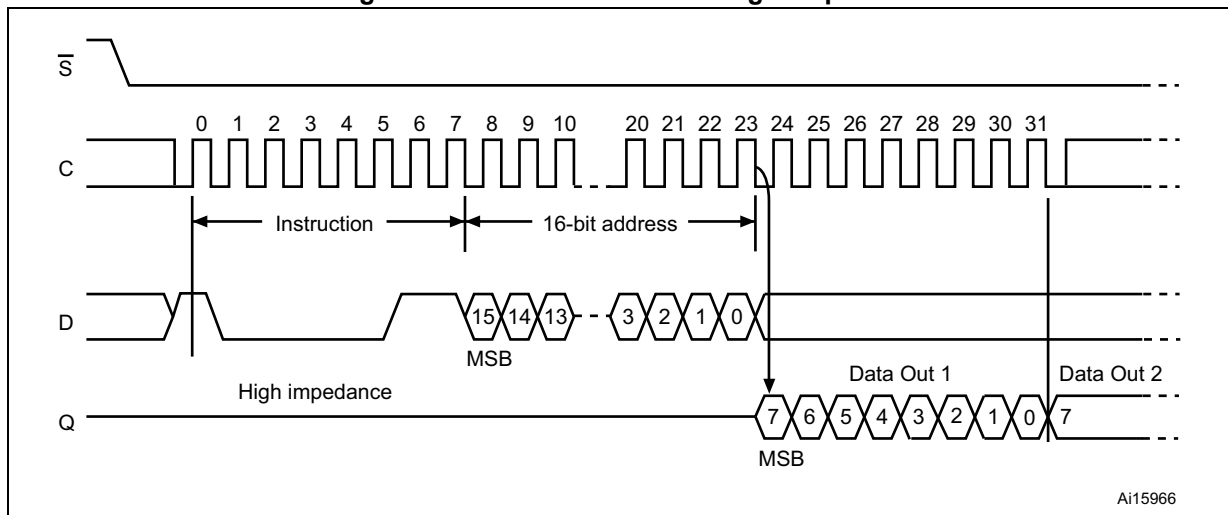 S
0 1 2 3 4 5 6 7 8 9 10 20 21 22 23 24 25 26 27 28 29 30 31
C
Instruction 16-bit address
D 15 14 13 3 2 1 0
MSB
High impedance Data Out 1 Data Out 2
Q 7 6 5 4 3 2 1 0 7
MSB
Ai15966